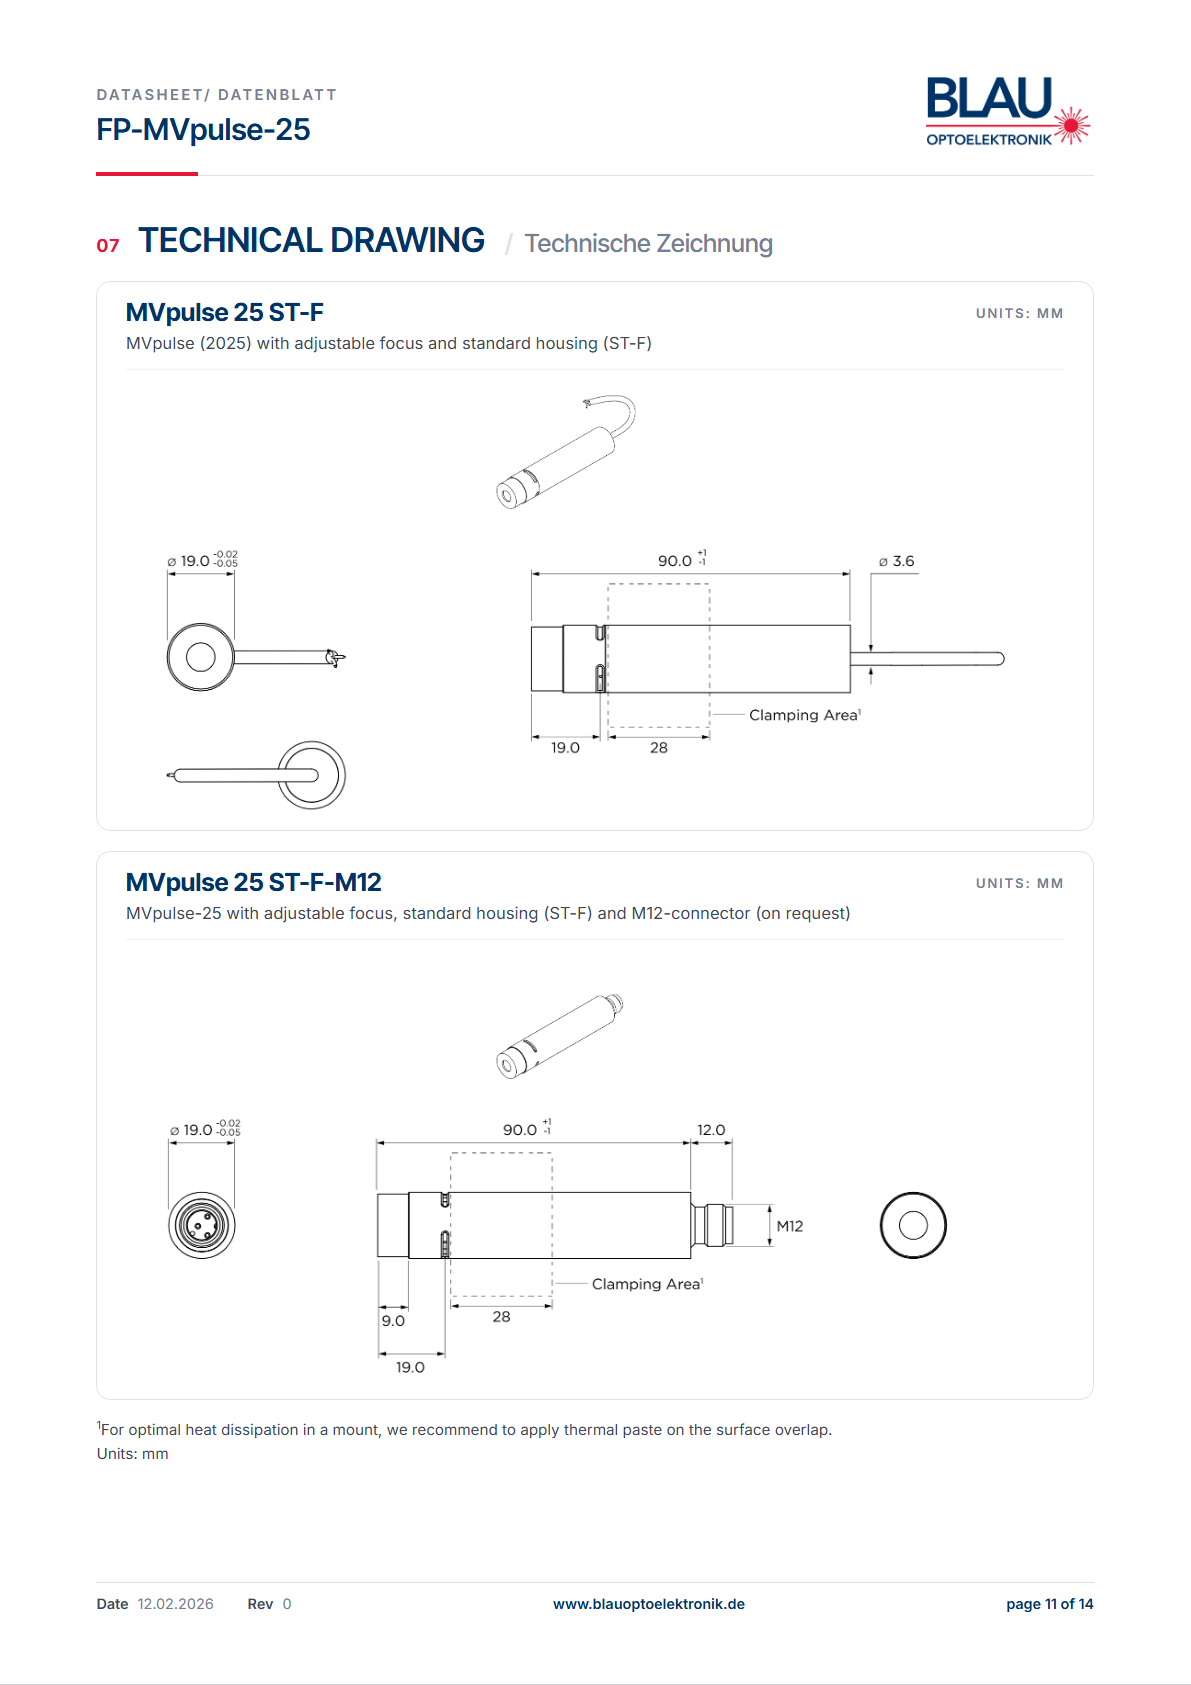 DATASHEET/ DATENBLATT
FP-MVpulse-25
BLAU
OPTOELEKTRONIK
07 TECHNICAL DRAWING / Technische Zeichnung
MVpulse 25 ST-F
UNITS: MM
MVpulse (2025) with adjustable focus and standard housing (ST-F)
⌀ 19.0 -0.02 -0.05
90.0 +1 -1
⌀ 3.6
Clamping Area¹
19.0
28
MVpulse 25 ST-F-M12
UNITS: MM
MVpulse-25 with adjustable focus, standard housing (ST-F) and M12-connector (on request)
⌀ 19.0 -0.02 -0.05
90.0 +1 -1
12.0
M12
Clamping Area¹
9.0
28
19.0
¹For optimal heat dissipation in a mount, we recommend to apply thermal paste on the surface overlap.
Units: mm
Date 12.02.2026 Rev 0
www.blauoptoelektronik.de
page 11 of 14